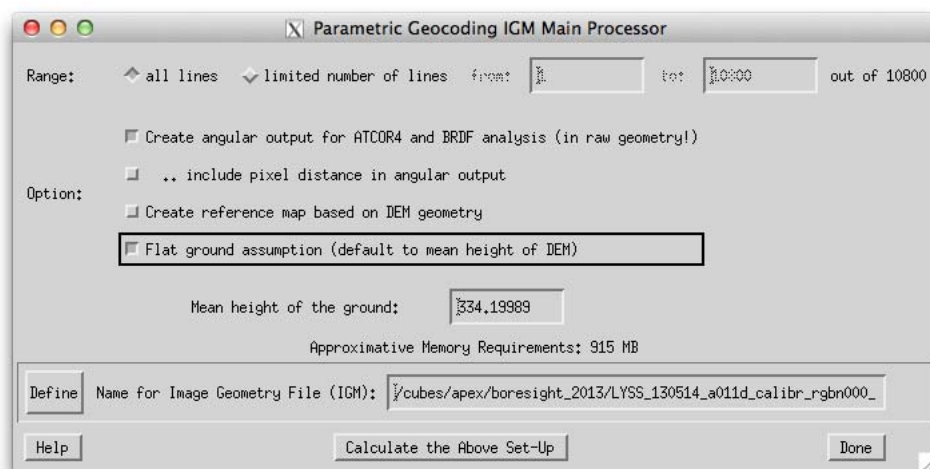 Parametric Geocoding IGM Main Processor
Range: all lines limited number of lines from: 1 to: out of 10800
Create angular output for ATCOR4 and BRDF analysis (in raw geometry!)
.. include pixel distance in angular output
Option:
Create reference map based on DEM geometry
Flat ground assumption (default to mean height of DEM)
Mean height of the ground: 334.19989
Approximative Memory Requirements: 915 MB
Define Name for Image Geometry File (IGM): /cubes/apex/boresight_2013/LYSS_130514_a011d_calibr_rgbn000_
Help Calculate the Above Set-Up Done